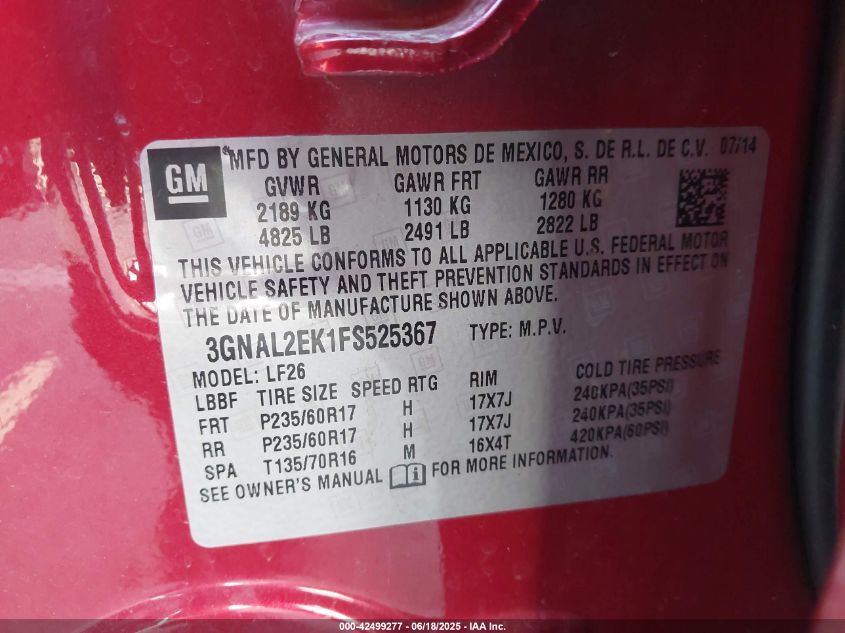 GM
MFD BY GENERAL MOTORS DE MEXICO, S. DE R.L. DE C.V. 07/14
GVWR GAWR FRT GAWR RR
2189 KG 1130 KG 1280 KG
4825 LB 2491 LB 2822 LB
THIS VEHICLE CONFORMS TO ALL APPLICABLE U.S. FEDERAL MOTOR
VEHICLE SAFETY AND THEFT PREVENTION STANDARDS IN EFFECT ON
THE DATE OF MANUFACTURE SHOWN ABOVE.
3GNAL2EK1FS525367 TYPE: M.P.V.
MODEL: LF26
LBBF TIRE SIZE SPEED RTG RIM COLD TIRE PRESSURE
FRT P235/60R17 H 17X7J 240KPA(35PSI)
RR P235/60R17 H 17X7J 240KPA(35PSI)
SPA T135/70R16 M 16X4T 420KPA(60PSI)
SEE OWNER'S MANUAL FOR MORE INFORMATION.
000-42499277 - 06/18/2025 - IAA Inc.